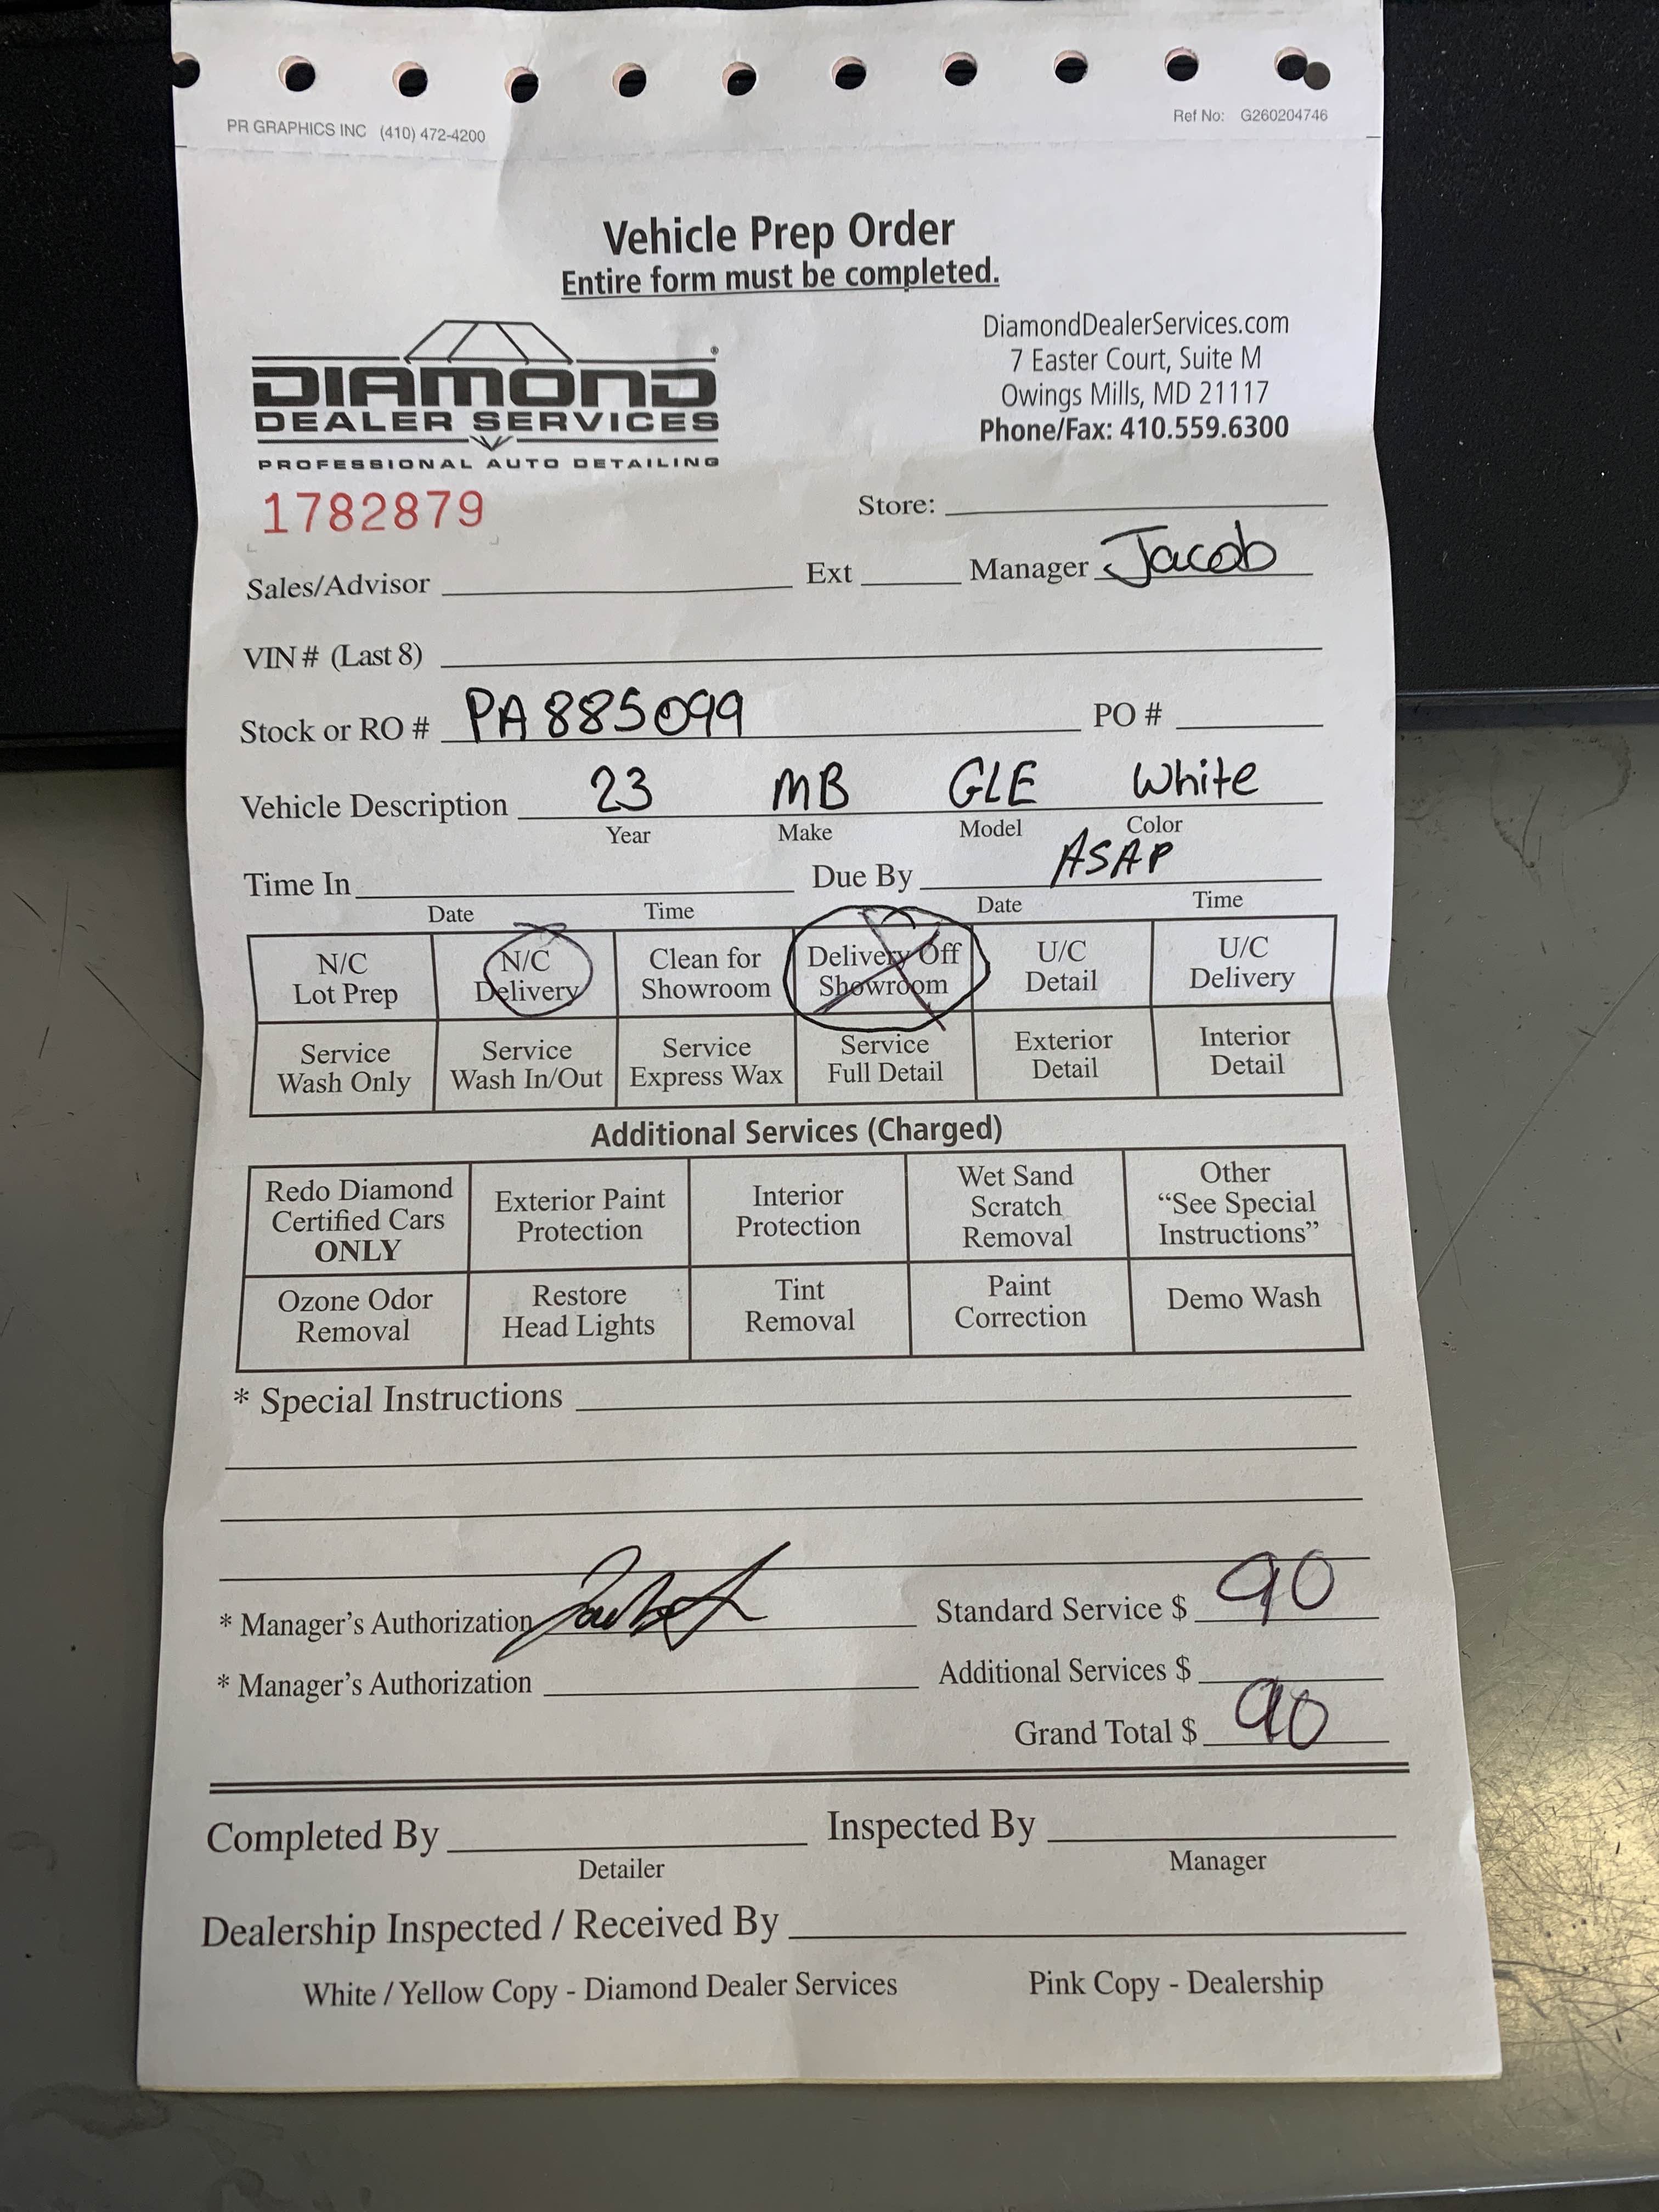 PR GRAPHICS INC (410) 472-4200 Ref No: G260204746
Vehicle Prep Order
Entire form must be completed.
DIAMOND®
DEALER SERVICES
PROFESSIONAL AUTO DETAILING
DiamondDealerServices.com
7 Easter Court, Suite M
Owings Mills, MD 21117
Phone/Fax: 410.559.6300
1782879
Store:
Sales/Advisor Ext Manager Jacob
VIN # (Last 8)
Stock or RO # PA885099 PO #
Vehicle Description 23 MB GLE White
Year Make Model Color
Time In Due By ASAP
Date Time Date Time
N/C Lot Prep
N/C Delivery
Clean for Showroom
Delivery Off Showroom
U/C Detail
U/C Delivery
Service Wash Only
Service Wash In/Out
Service Express Wax
Service Full Detail
Exterior Detail
Interior Detail
Additional Services (Charged)
Redo Diamond Certified Cars ONLY
Exterior Paint Protection
Interior Protection
Wet Sand Scratch Removal
Other “See Special Instructions”
Ozone Odor Removal
Restore Head Lights
Tint Removal
Paint Correction
Demo Wash
* Special Instructions
* Manager’s Authorization Standard Service $ 90
* Manager’s Authorization Additional Services $
Grand Total $ 90
Completed By Inspected By
Detailer Manager
Dealership Inspected / Received By
White / Yellow Copy - Diamond Dealer Services Pink Copy - Dealership